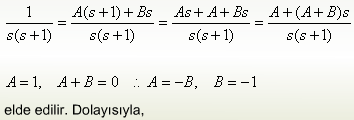 1/(s(s+1)) = (A(s+1)+Bs)/(s(s+1)) = (As+A+Bs)/(s(s+1)) = (A+(A+B)s)/(s(s+1))
A=1, A+B=0 ∴ A=−B, B=−1
elde edilir. Dolayısıyla,